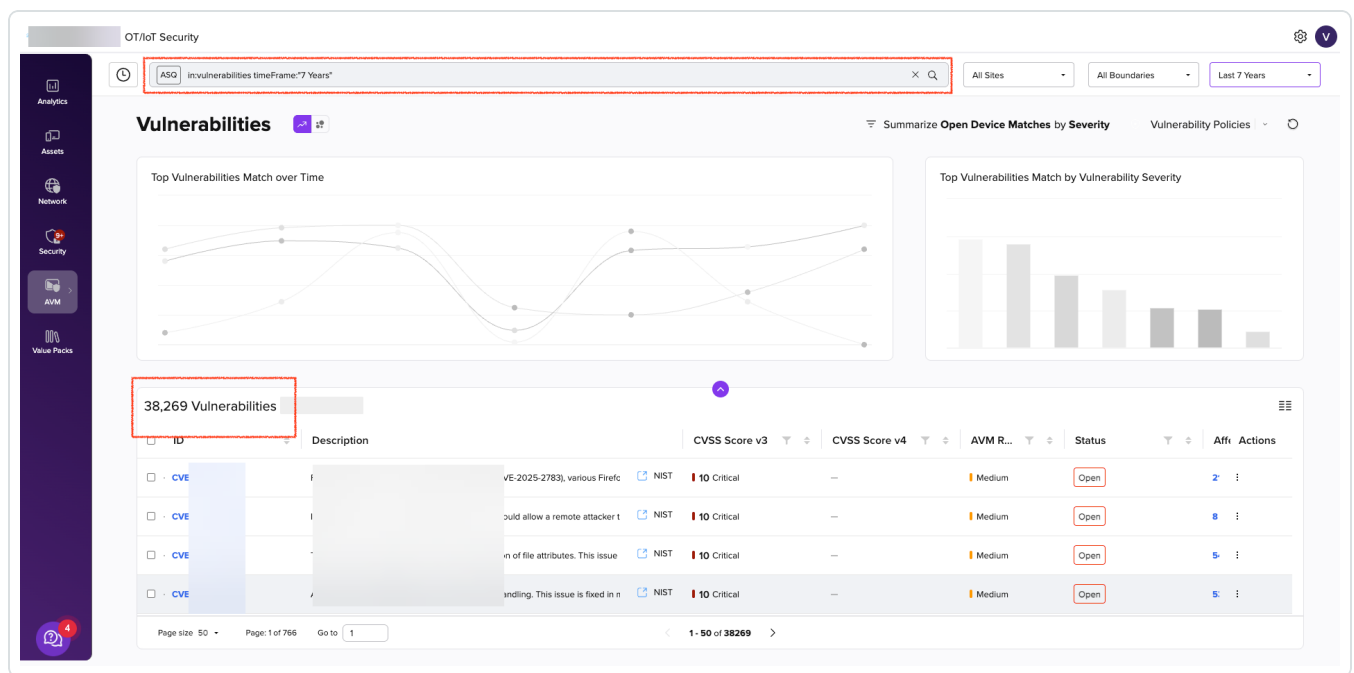 OT/IoT Security
V
ASQ in:vulnerabilities timeFrame:"7 Years"
All Sites
All Boundaries
Last 7 Years
Analytics
Assets
Network
9+
Security
AVM
Value Packs
4
Vulnerabilities
Summarize Open Device Matches by Severity
Vulnerability Policies
Top Vulnerabilities Match over Time
Top Vulnerabilities Match by Vulnerability Severity
38,269 Vulnerabilities
ID Description CVSS Score v3 CVSS Score v4 AVM R... Status Affe Actions
CVE VE-2025-2783), various Firefo NIST 10 Critical — Medium Open
CVE ould allow a remote attacker t NIST 10 Critical — Medium Open 8
CVE on of file attributes. This issue NIST 10 Critical — Medium Open
CVE andling. This issue is fixed in NIST 10 Critical — Medium Open
Page size 50 Page: 1 of 766 Go to 1 1 - 50 of 38269